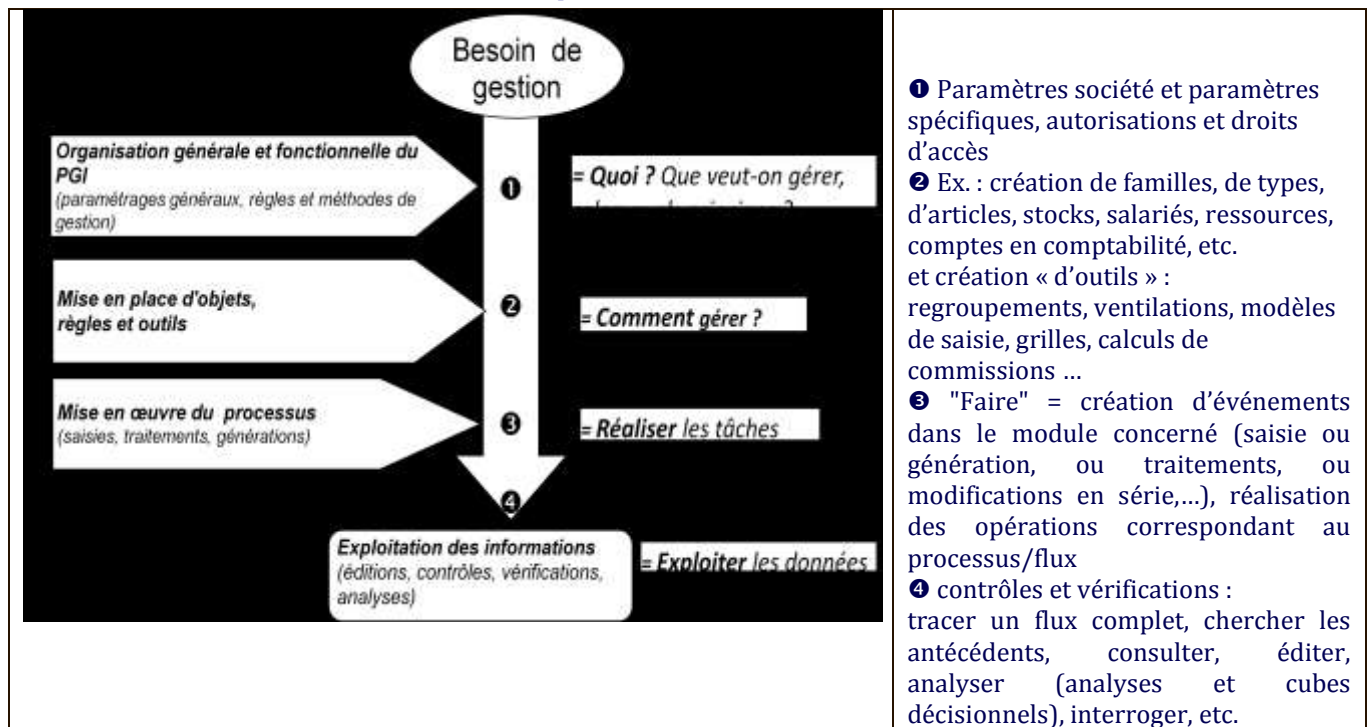 Besoin de
gestion
Organisation générale et fonctionnelle du
PGI
(paramétrages généraux, règles et méthodes de
gestion)
❶
= Quoi ? Que veut-on gérer,
Mise en place d'objets,
règles et outils
❷
= Comment gérer ?
Mise en œuvre du processus
(saisies, traitements, générations)
❸
= Réaliser les tâches
❹
Exploitation des informations
(éditions, contrôles, vérifications,
analyses)
= Exploiter les données
❶ Paramètres société et paramètres
spécifiques, autorisations et droits
d’accès
❷ Ex. : création de familles, de types,
d’articles, stocks, salariés, ressources,
comptes en comptabilité, etc.
et création « d’outils » :
regroupements, ventilations, modèles
de saisie, grilles, calculs de
commissions …
❸ "Faire" = création d’événements
dans le module concerné (saisie ou
génération, ou traitements, ou
modifications en série,…), réalisation
des opérations correspondant au
processus/flux
❹ contrôles et vérifications :
tracer un flux complet, chercher les
antécédents, consulter, éditer,
analyser (analyses et cubes
décisionnels), interroger, etc.